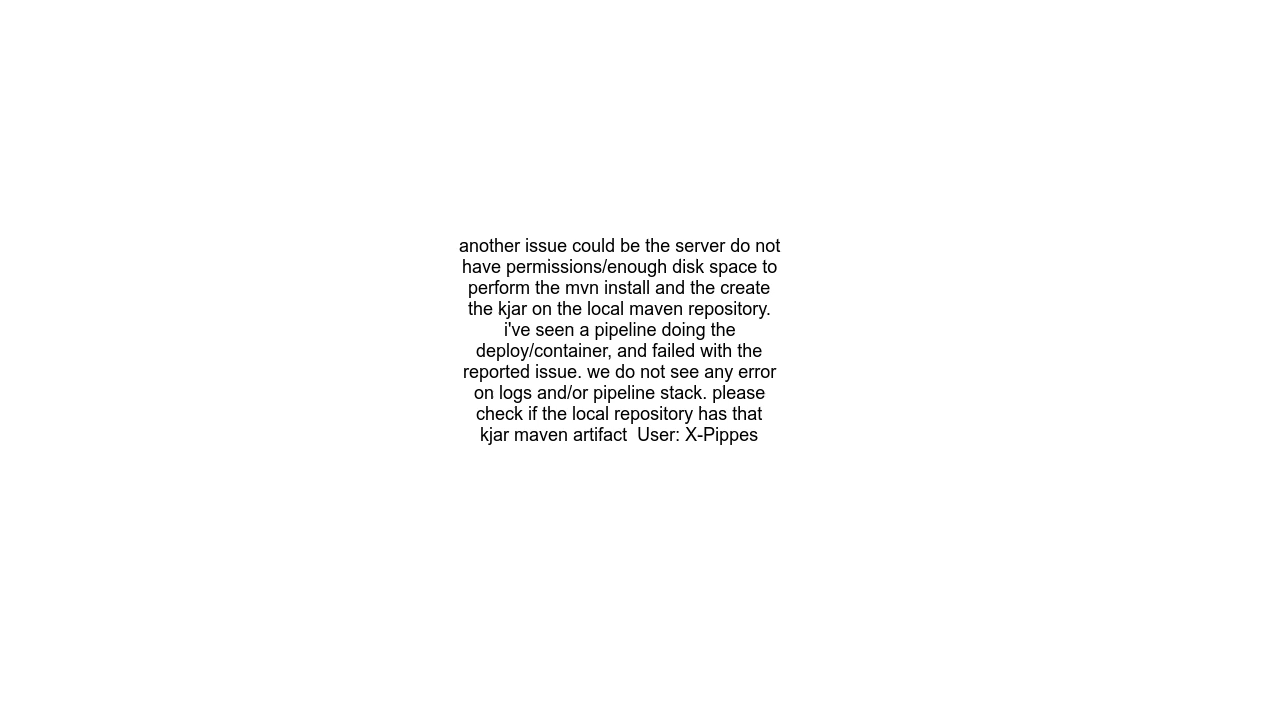 another issue could be the server do not
have permissions/enough disk space to
perform the mvn install and the create
the kjar on the local maven repository.
i've seen a pipeline doing the
deploy/container, and failed with the
reported issue. we do not see any error
on logs and/or pipeline stack. please
check if the local repository has that
kjar maven artifact  User: X-Pippes